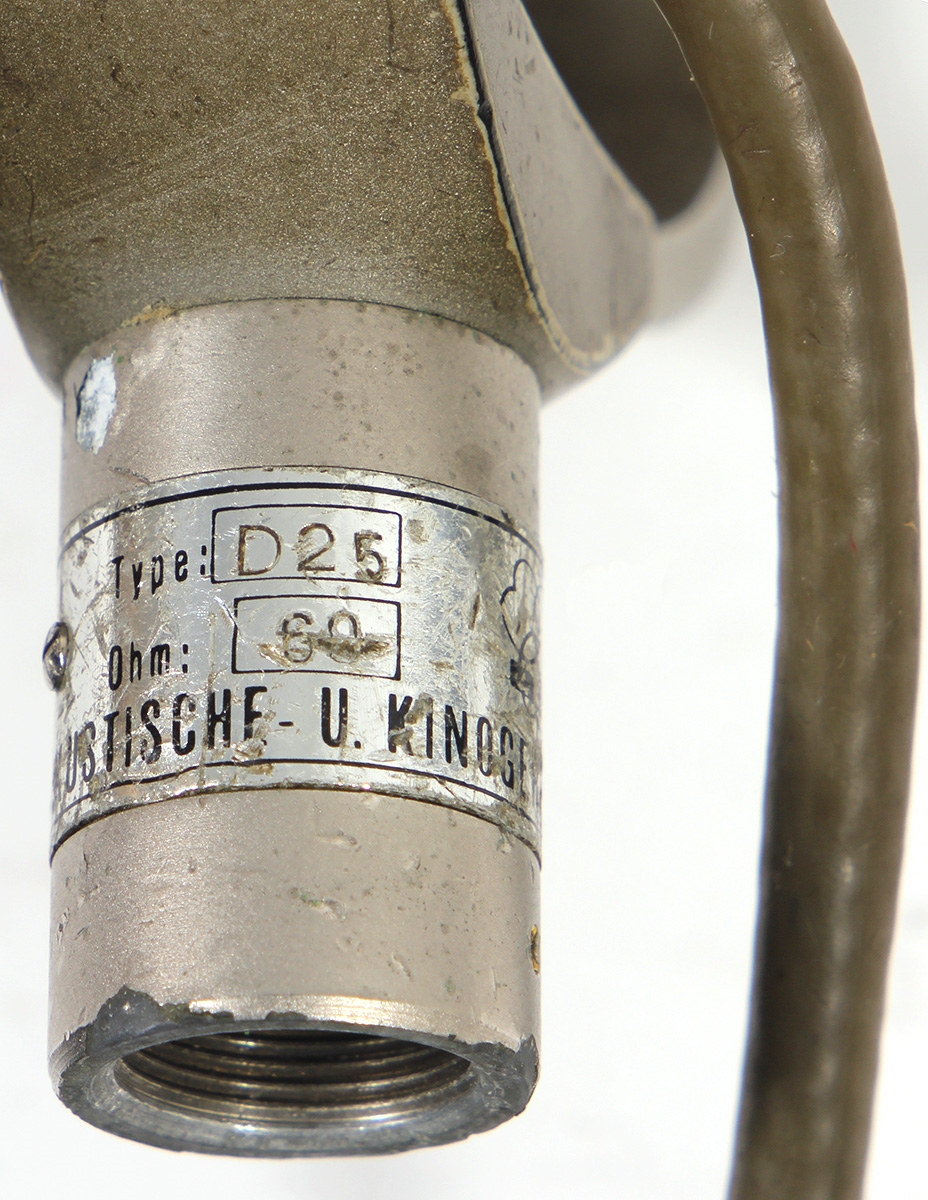 Type: D25
Ohm: 60
USTISCHE- U. KINOGE